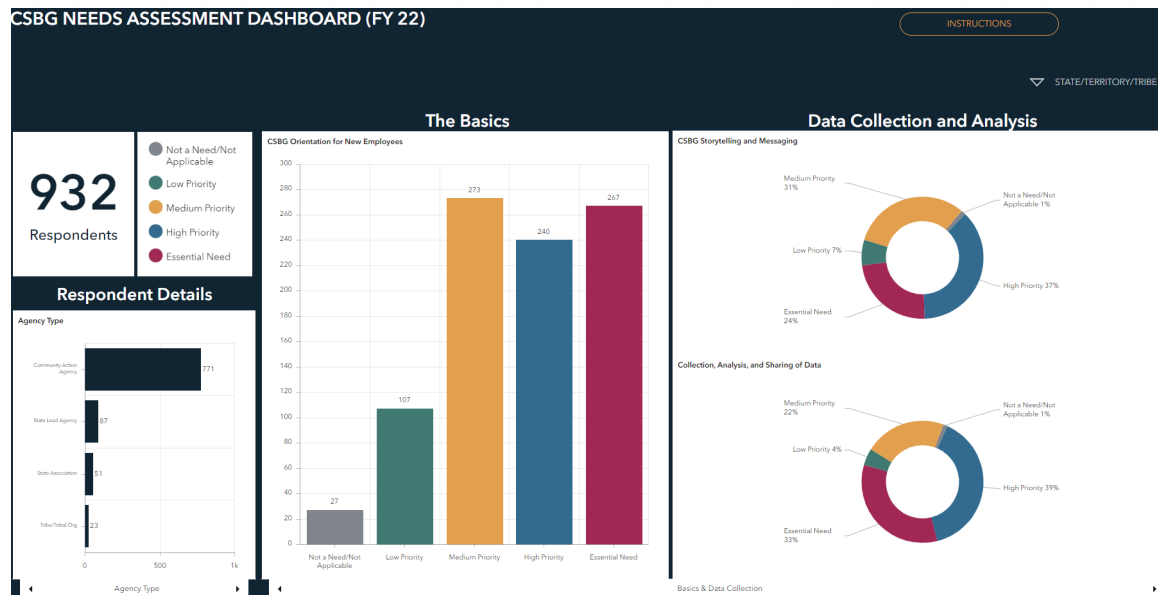 CSBG NEEDS ASSESSMENT DASHBOARD (FY 22)
INSTRUCTIONS
STATE/TERRITORY/TRIBE
932
Respondents
Not a Need/Not
Applicable
Low Priority
Medium Priority
High Priority
Essential Need
Respondent Details
Agency Type
Community Action
Agency
771
State Lead Agency
87
State Association
51
Tribe/Tribal Org
23
0
500
1k
Agency Type
The Basics
CSBG Orientation for New Employees
300
280
260
240
220
200
180
160
140
120
100
80
60
40
20
0
27
107
273
240
267
Not a Need/Not
Applicable
Low Priority
Medium Priority
High Priority
Essential Need
Data Collection and Analysis
CSBG Storytelling and Messaging
Medium Priority
31%
Not a Need/Not
Applicable 1%
Low Priority 7%
High Priority 37%
Essential Need
24%
Collection, Analysis, and Sharing of Data
Medium Priority
22%
Not a Need/Not
Applicable 1%
Low Priority 4%
High Priority 39%
Essential Need
33%
Basics & Data Collection